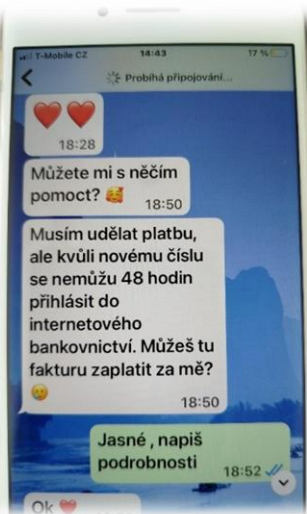 T-Mobile CZ 14:43 17 %
Probíhá připojování...
❤️❤️
18:28
Můžete mi s něčím
pomoct? 🥰 18:50
Musím udělat platbu,
ale kvůli novému číslu
se nemůžu 48 hodin
přihlásit do
internetového
bankovnictví. Můžeš tu
fakturu zaplatit za mě?
😢 18:50
Jasné , napiš
podrobnosti 18:52
Ok ❤️